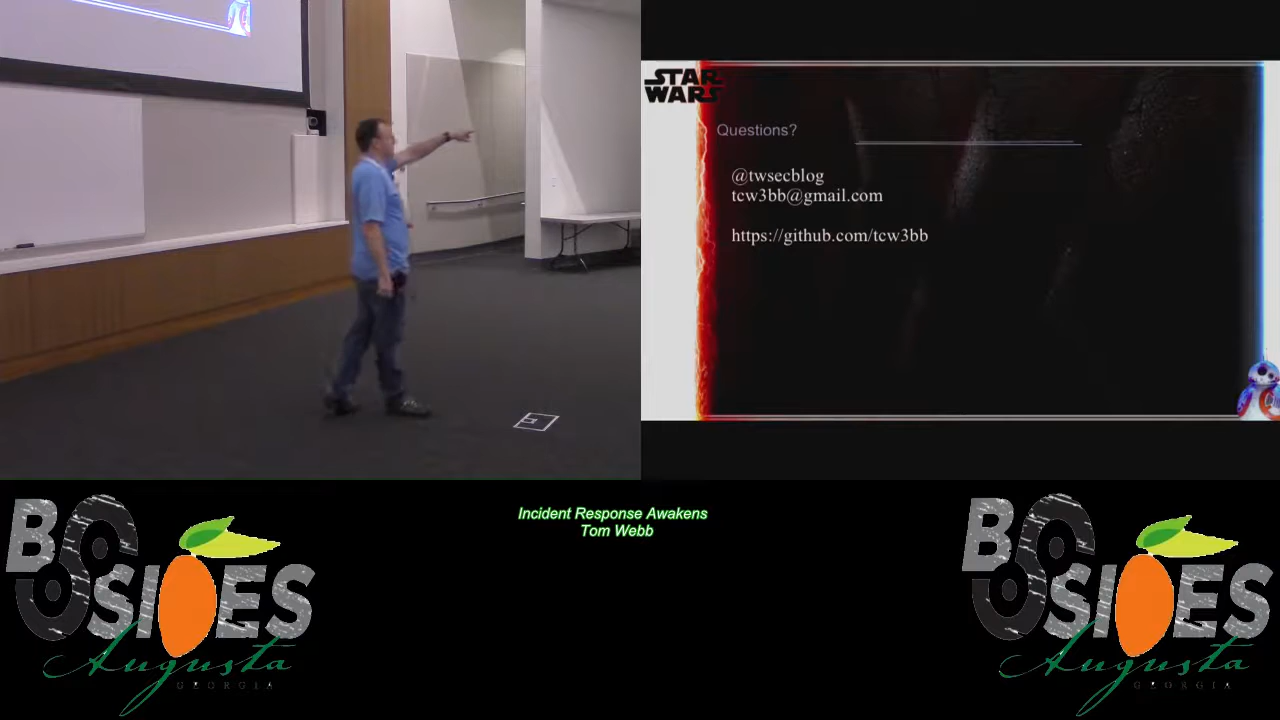 STAR
WARS
Questions?
@twsecblog
tcw3bb@gmail.com
https://github.com/tcw3bb
Incident Response Awakens
Tom Webb
BSIDES
Augusta
GEORGIA
BSIDES
Augusta
GEORGIA